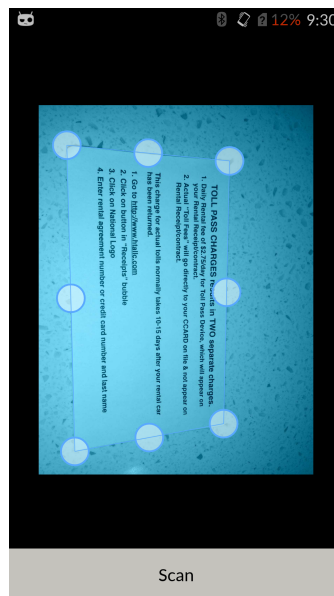 12% 9:30
TOLL PASS CHARGES results in TWO separate charges.
1. Daily Rental fee of $2.75/day for Toll Pass Device, which will appear on
your Rental Receipt/contract.
2. Actual "Toll Fees" will go directly to your CCARD on file & not appear on
Rental Receipt/contract.
This charge for actual tolls normally takes 10-15 days after your rental car
has been returned.
1. Go to http://www.htallc.com
2. Click on button in "Receipts" bubble
3. Click on National Logo
4. Enter rental agreement number or credit card number and last name
Scan